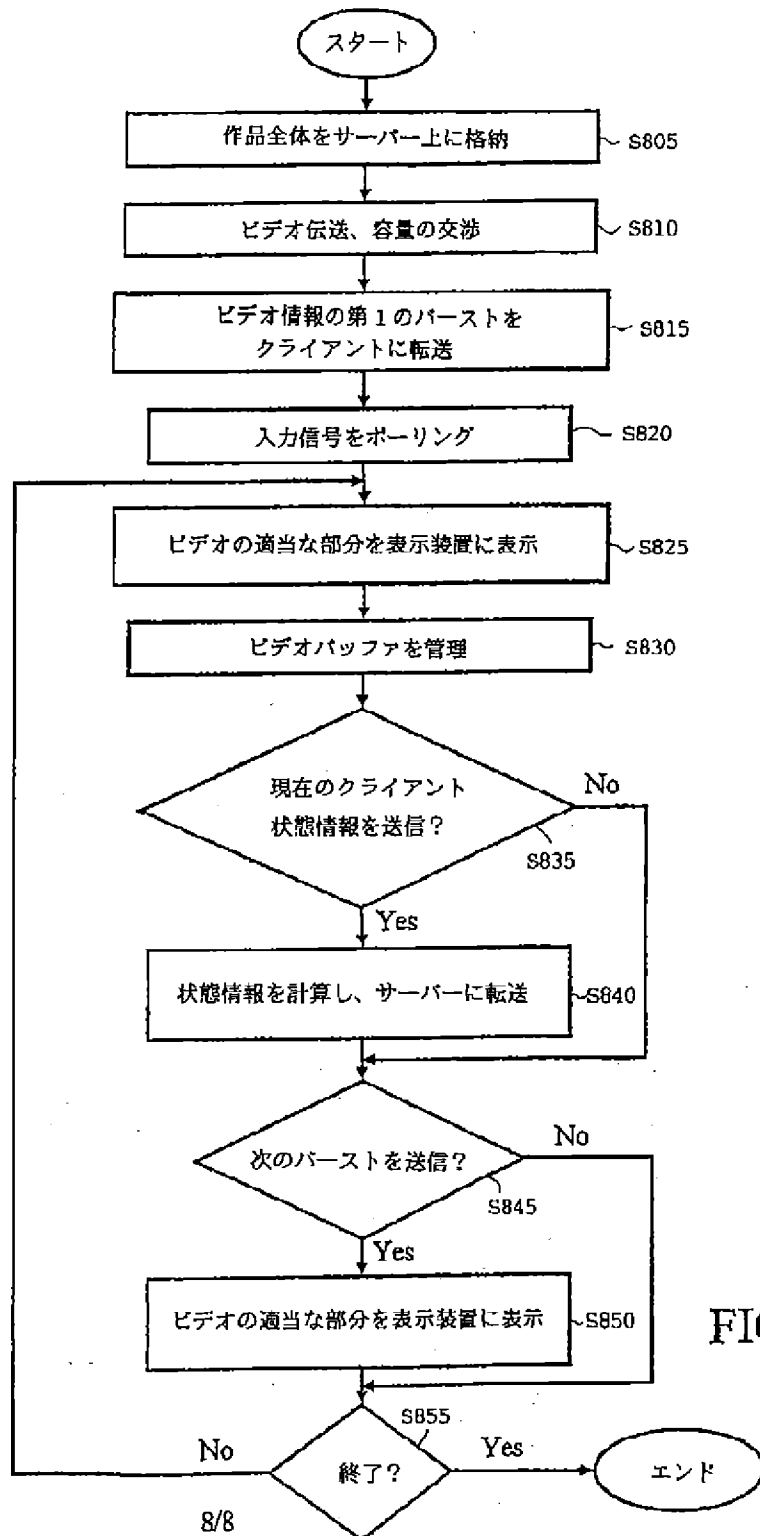 スタート
作品全体をサーバー上に格納
S805
ビデオ伝送、容量の交渉
S810
ビデオ情報の第1のバーストを
クライアントに転送
S815
入力信号をポーリング
S820
ビデオの適当な部分を表示装置に表示
S825
ビデオバッファを管理
S830
現在のクライアント
状態情報を送信？
No
S835
Yes
状態情報を計算し、サーバーに転送
S840
次のバーストを送信？
No
S845
Yes
ビデオの適当な部分を表示装置に表示
S850
S855
No
終了？
Yes
エンド
8/8